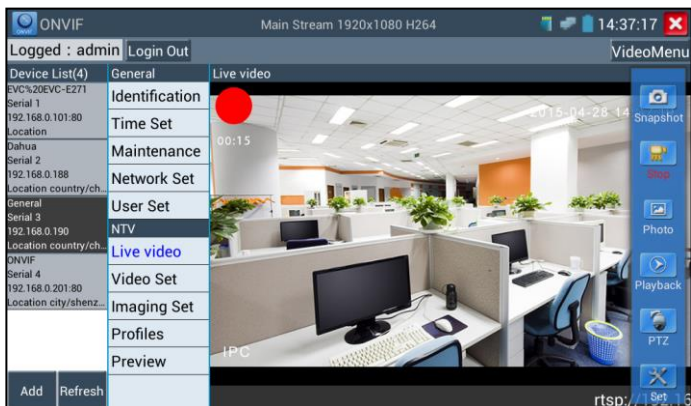 ONVIF
Main Stream 1920x1080 H264
14:37:17
Logged : admin
Login Out
VideoMenu
Device List(4)
EVC%20EVC-E271
Serial 1
192.168.0.101:80
Location
Dahua
Serial 2
192.168.0.188
Location country/ch...
General
Serial 3
192.168.0.190
Location country/ch...
ONVIF
Serial 4
192.168.0.201:80
Location city/shenz...
Add
Refresh
General
Identification
Time Set
Maintenance
Network Set
User Set
NTV
Live video
Video Set
Imaging Set
Profiles
Preview
Live video
2015-04-28 14
00:15
IPC
Snapshot
Stop
Photo
Playback
PTZ
Set
rtsp://192.16